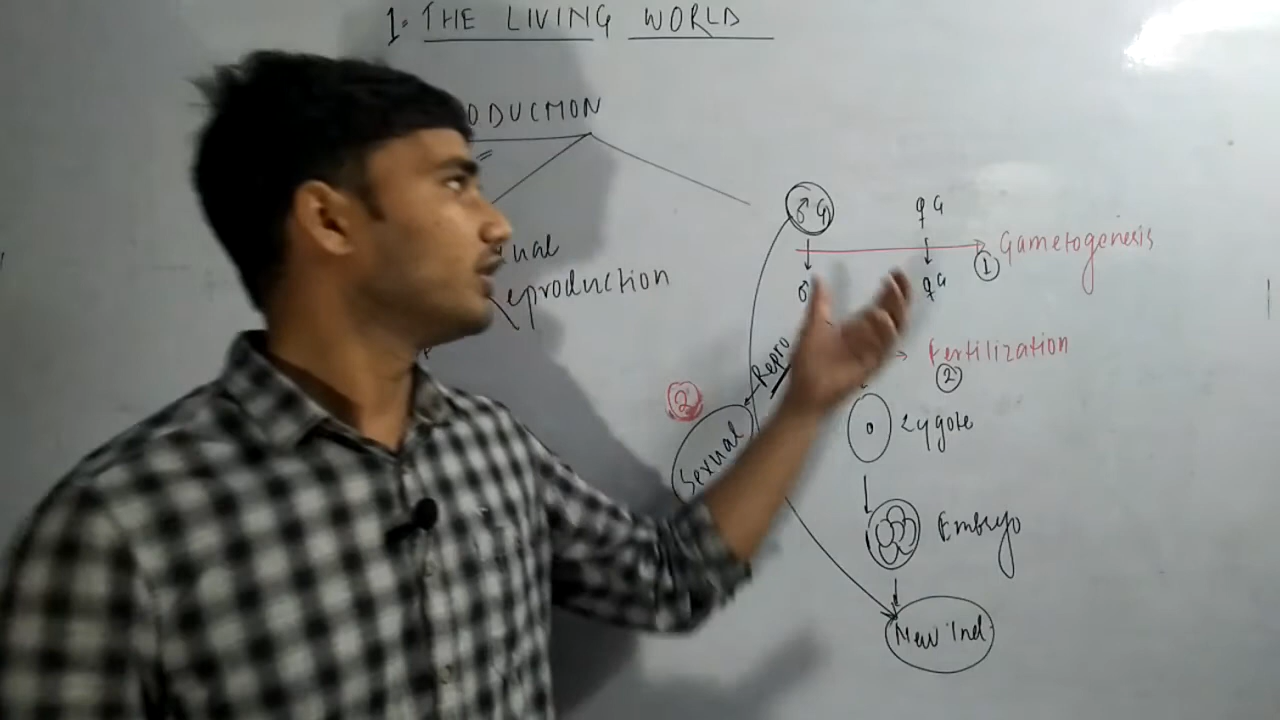 1. THE LIVING WORLD
ODUCTION
ual
eproduction
♂ G
♀ G
Gametogenesis
1
♂
♀ G
Fertilization
2
Repro
2
Sexual
Zygote
Embryo
New Ind